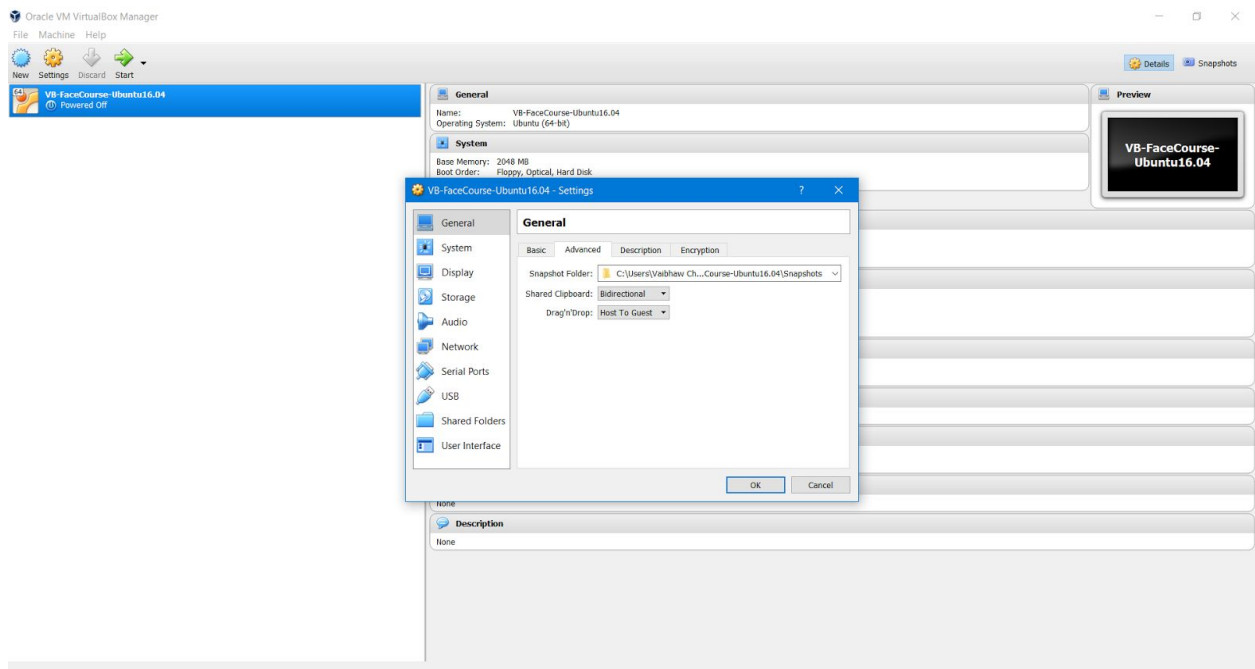 Oracle VM VirtualBox Manager
File Machine Help
New Settings Discard Start
Details Snapshots
64
VB-FaceCourse-Ubuntu16.04
Powered Off
General
Name: VB-FaceCourse-Ubuntu16.04
Operating System: Ubuntu (64-bit)
System
Base Memory: 2048 MB
Boot Order: Floppy, Optical, Hard Disk
Preview
VB-FaceCourse-
Ubuntu16.04
VB-FaceCourse-Ubuntu16.04 - Settings
General
System
Display
Storage
Audio
Network
Serial Ports
USB
Shared Folders
User Interface
General
Basic Advanced Description Encryption
Snapshot Folder: C:\Users\Vaibhaw Ch...Course-Ubuntu16.04\Snapshots
Shared Clipboard: Bidirectional
Drag'n'Drop: Host To Guest
OK Cancel
None
Description
None